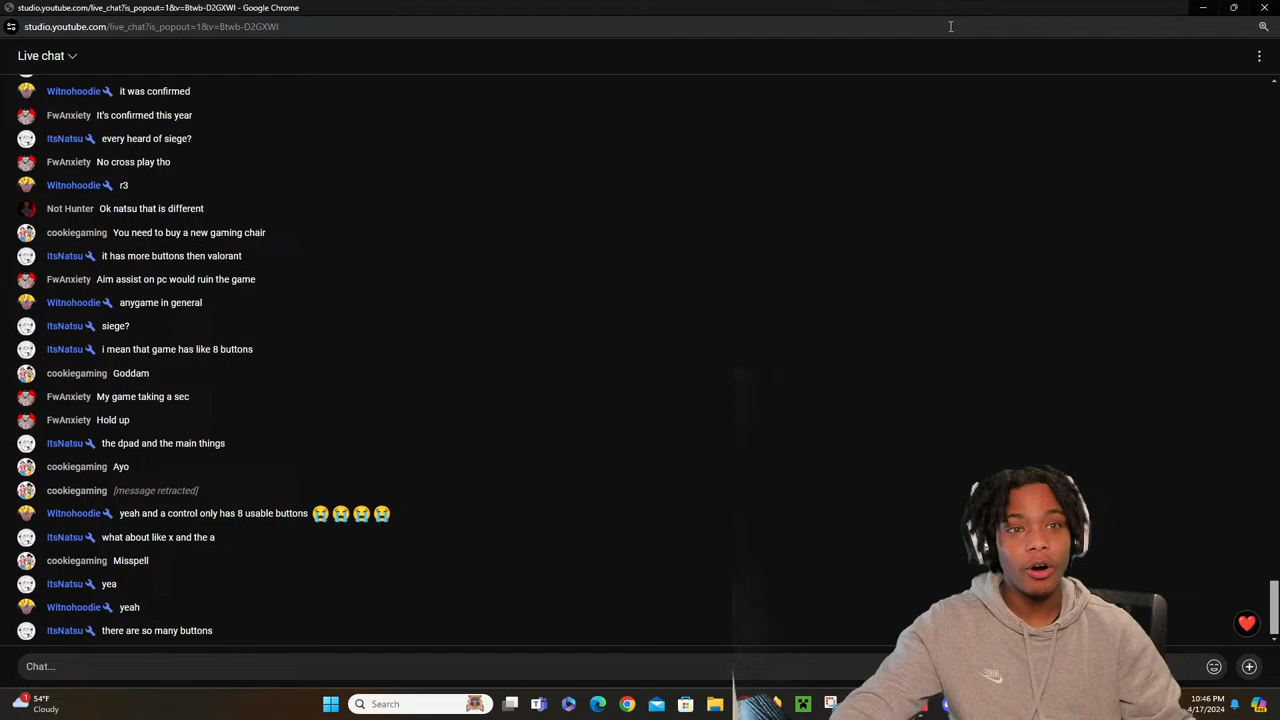 studio.youtube.com/live_chat?is_popout=1&v=Btwb-D2GXWI - Google Chrome
studio.youtube.com/live_chat?is_popout=1&v=Btwb-D2GXWI
Live chat
Witnohoodie it was confirmed
FwAnxiety It's confirmed this year
ItsNatsu every heard of siege?
FwAnxiety No cross play tho
Witnohoodie r3
Not Hunter Ok natsu that is different
cookiegaming You need to buy a new gaming chair
ItsNatsu it has more buttons then valorant
FwAnxiety Aim assist on pc would ruin the game
Witnohoodie anygame in general
ItsNatsu siege?
ItsNatsu i mean that game has like 8 buttons
cookiegaming Goddam
FwAnxiety My game taking a sec
FwAnxiety Hold up
ItsNatsu the dpad and the main things
cookiegaming Ayo
cookiegaming [message retracted]
Witnohoodie yeah and a control only has 8 usable buttons 😭😭😭😭
ItsNatsu what about like x and the a
cookiegaming Misspell
ItsNatsu yea
Witnohoodie yeah
ItsNatsu there are so many buttons
Chat...
NIKE
1
54°F
Cloudy
Search
10:46 PM
4/17/2024